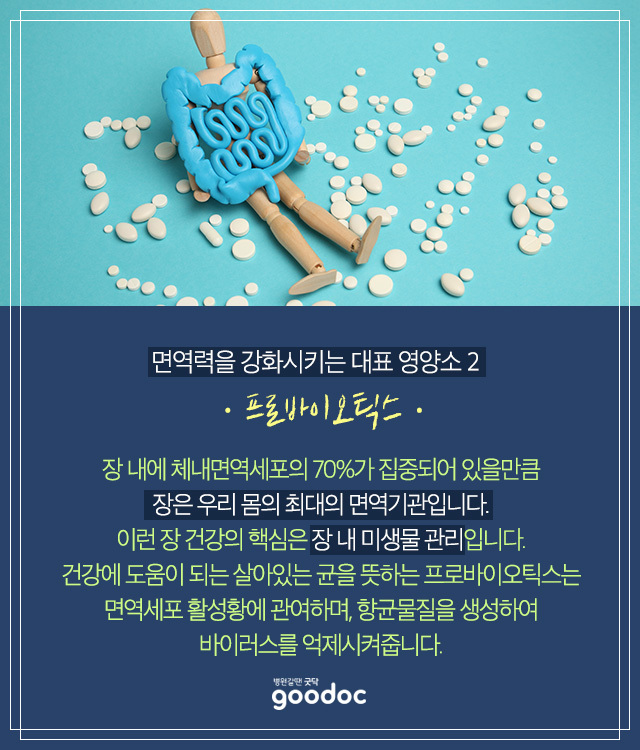 면역력을 강화시키는 대표 영양소 2
· 프로바이오틱스 ·
장 내에 체내면역세포의 70%가 집중되어 있을만큼
장은 우리 몸의 최대의 면역기관입니다.
이런 장 건강의 핵심은 장 내 미생물 관리입니다.
건강에 도움이 되는 살아있는 균을 뜻하는 프로바이오틱스는
면역세포 활성황에 관여하며, 향균물질을 생성하여
바이러스를 억제시켜줍니다.
병원갈땐 굿닥
goodoc